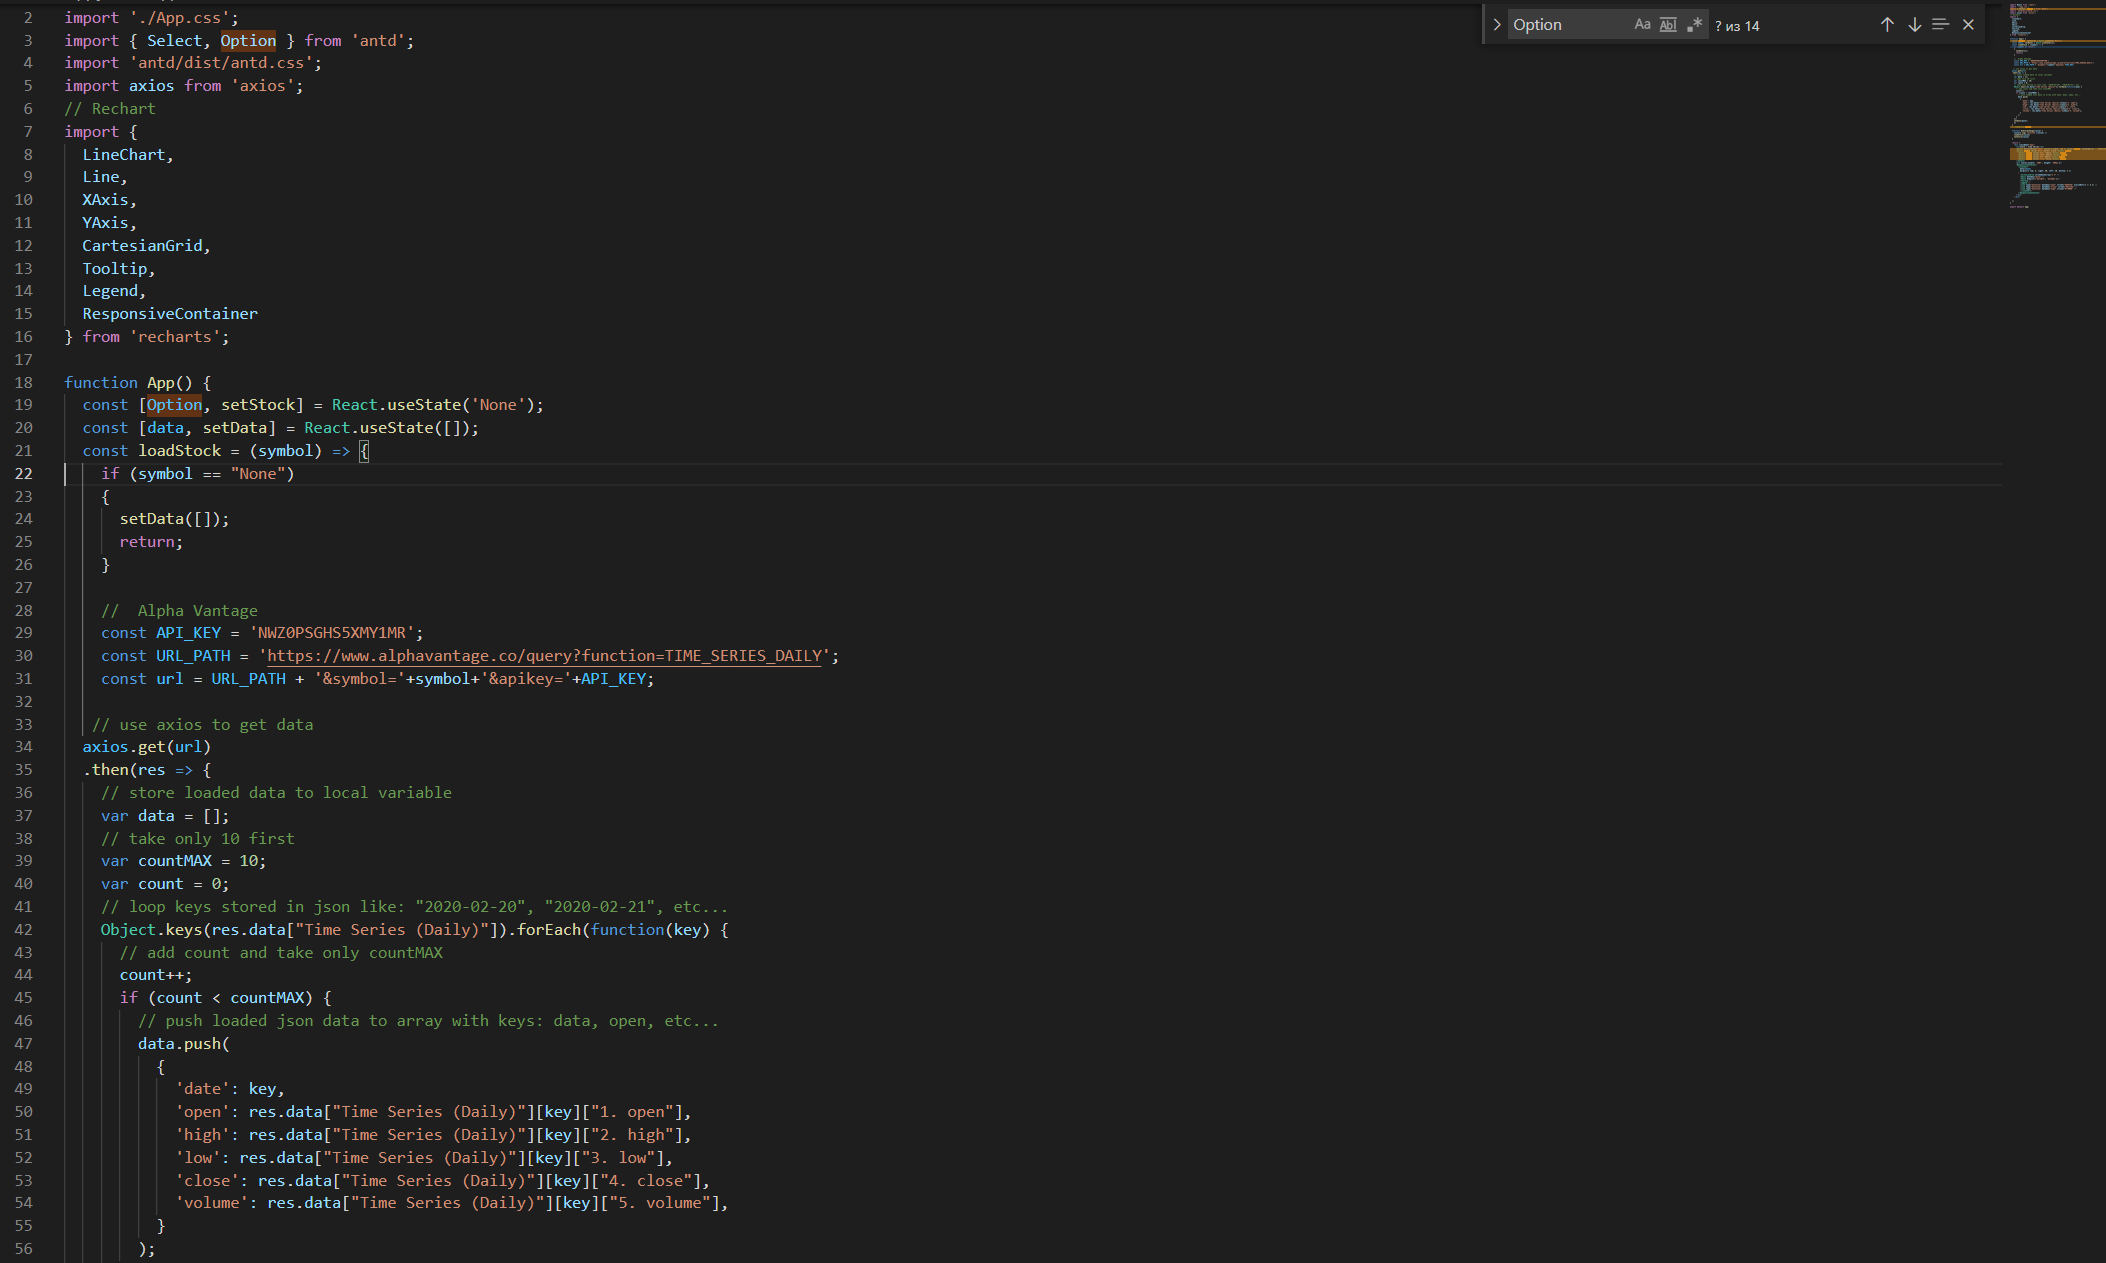 2 import './App.css';
3 import { Select, Option } from 'antd';
4 import 'antd/dist/antd.css';
5 import axios from 'axios';
6 // Rechart
7 import {
8 LineChart,
9 Line,
10 XAxis,
11 YAxis,
12 CartesianGrid,
13 Tooltip,
14 Legend,
15 ResponsiveContainer
16 } from 'recharts';
17
18 function App() {
19 const [Option, setStock] = React.useState('None');
20 const [data, setData] = React.useState([]);
21 const loadStock = (symbol) => {
22 if (symbol == "None")
23 {
24 setData([]);
25 return;
26 }
27
28 //  Alpha Vantage
29 const API_KEY = 'NWZ0PSGHS5XMY1MR';
30 const URL_PATH = 'https://www.alphavantage.co/query?function=TIME_SERIES_DAILY';
31 const url = URL_PATH + '&symbol='+symbol+'&apikey='+API_KEY;
32
33 // use axios to get data
34 axios.get(url)
35 .then(res => {
36 // store loaded data to local variable
37 var data = [];
38 // take only 10 first
39 var countMAX = 10;
40 var count = 0;
41 // loop keys stored in json like: "2020-02-20", "2020-02-21", etc...
42 Object.keys(res.data["Time Series (Daily)"]).forEach(function(key) {
43 // add count and take only countMAX
44 count++;
45 if (count < countMAX) {
46 // push loaded json data to array with keys: data, open, etc...
47 data.push(
48 {
49 'date': key,
50 'open': res.data["Time Series (Daily)"][key]["1. open"],
51 'high': res.data["Time Series (Daily)"][key]["2. high"],
52 'low': res.data["Time Series (Daily)"][key]["3. low"],
53 'close': res.data["Time Series (Daily)"][key]["4. close"],
54 'volume': res.data["Time Series (Daily)"][key]["5. volume"],
55 }
56 );
Option Aa Abl .* ? из 14